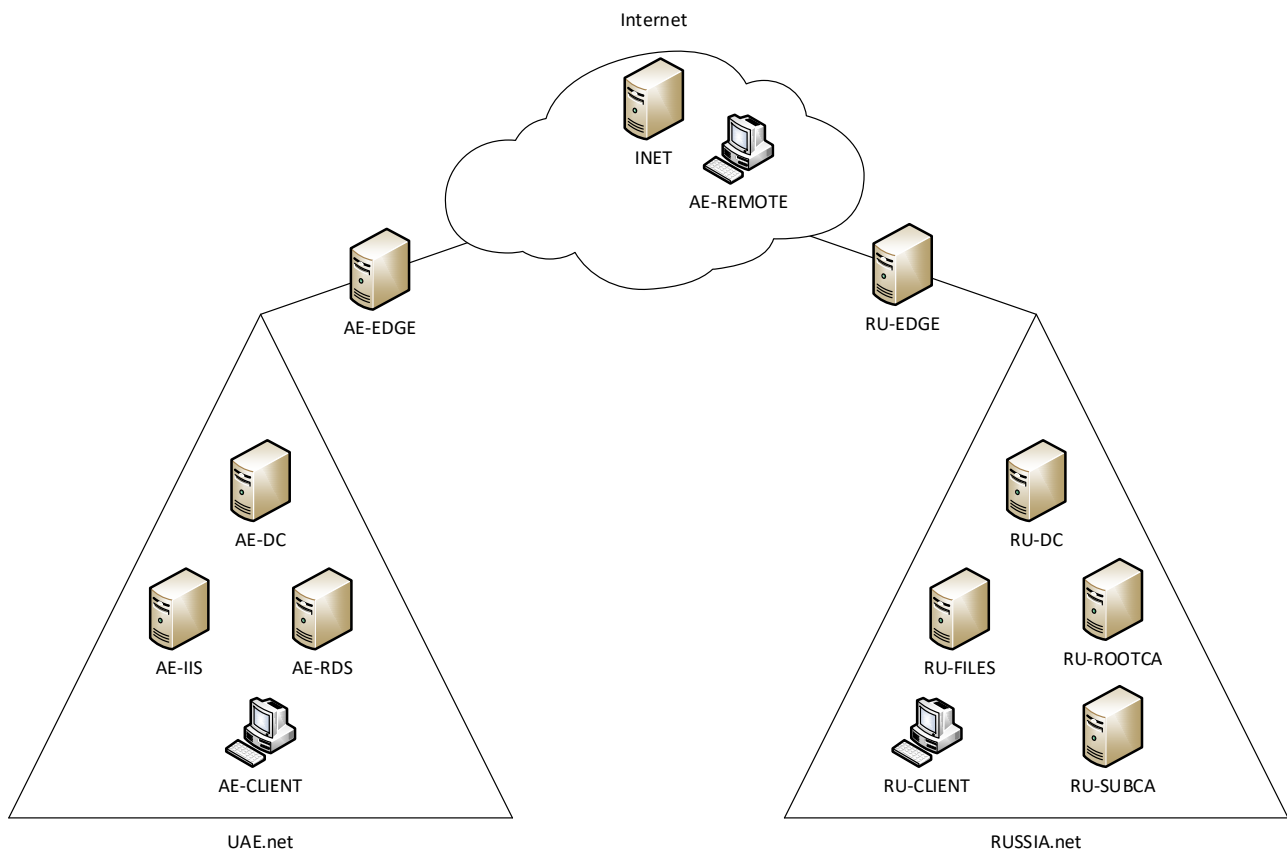 Internet
INET
AE-REMOTE
AE-EDGE
RU-EDGE
AE-DC
RU-DC
AE-IIS
AE-RDS
RU-FILES
RU-ROOTCA
AE-CLIENT
RU-CLIENT
RU-SUBCA
UAE.net
RUSSIA.net